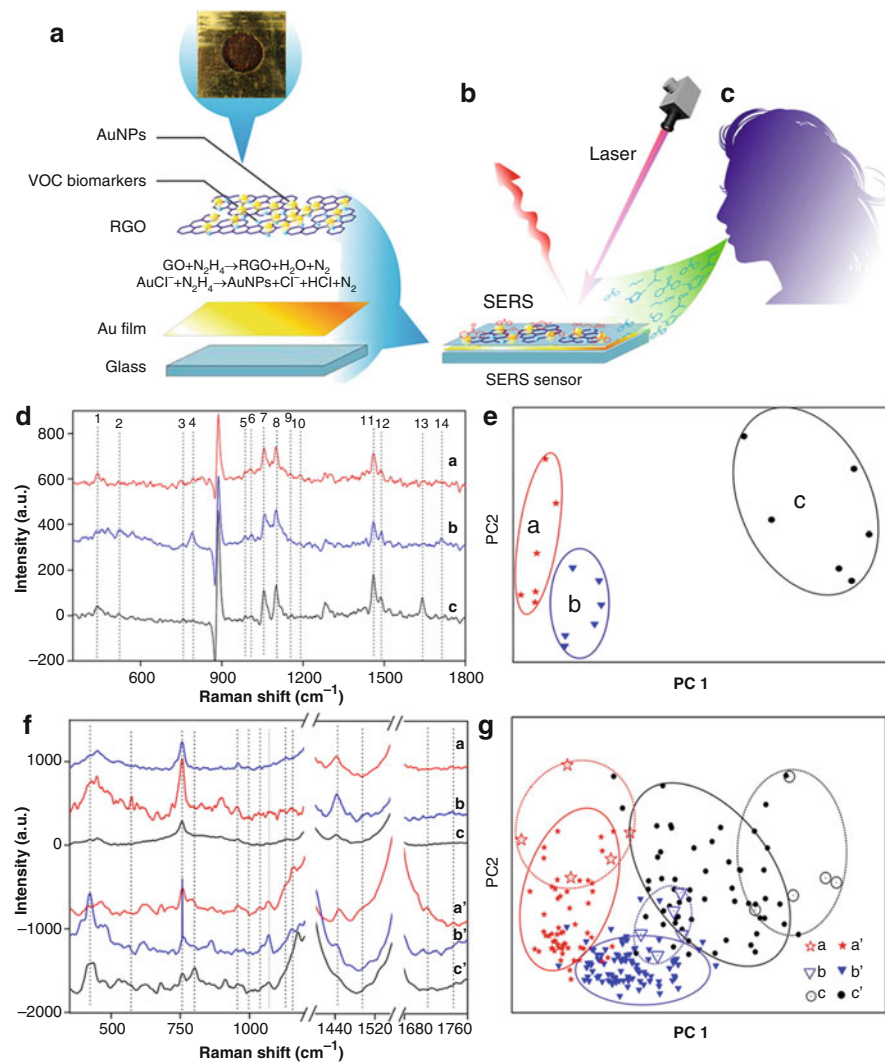 a
b
c
AuNPs
VOC biomarkers
RGO
Laser
GO+N₂H₄→RGO+H₂O+N₂
AuCl⁻+N₂H₄→AuNPs+Cl⁻+HCl+N₂
Au film
Glass
SERS
SERS sensor
d
1 2 3 4 5 6 7 8 9 10 11 12 13 14
800
600
400
200
0
−200
Intensity (a.u.)
a
b
c
600 900 1200 1500 1800
Raman shift (cm⁻¹)
e
PC2
a
b
c
PC 1
f
1000
0
−1000
−2000
Intensity (a.u.)
a
b
c
a’
b’
c’
500 750 1000 1440 1520 1680 1760
Raman shift (cm⁻¹)
g
PC2
a a’
b b’
c c’
PC 1